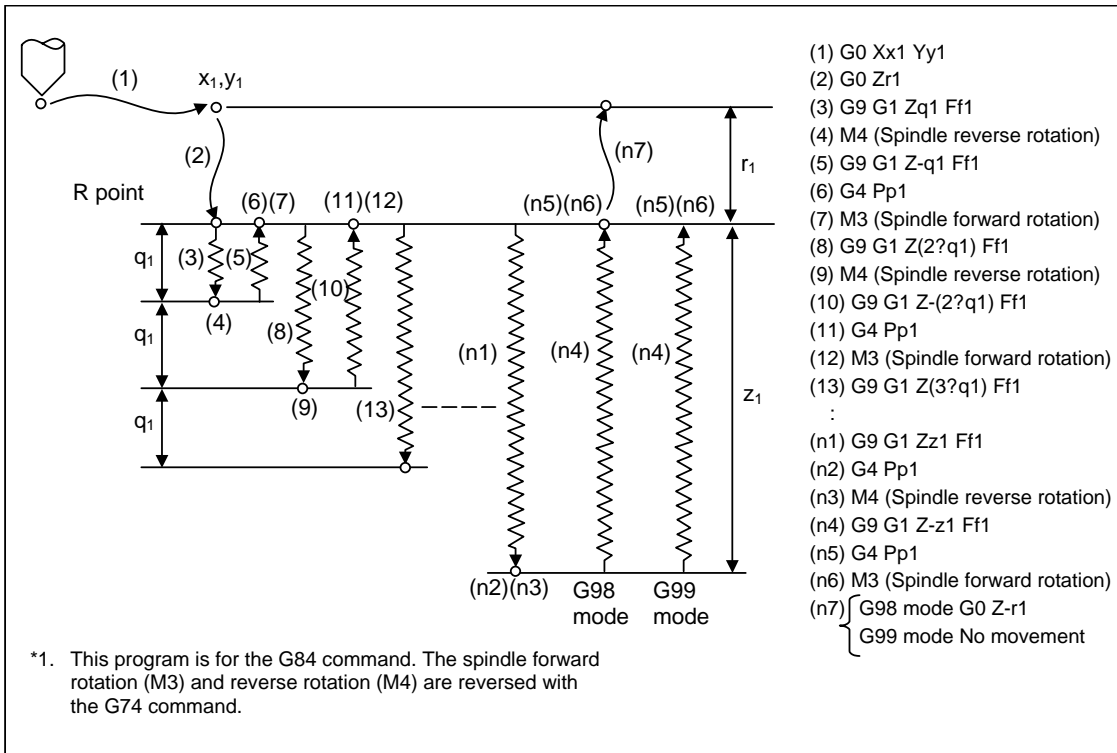 (1)
x1,y1
(2)
(n7)
r1
R point
(6)(7)
(11)(12)
(n5)(n6)
(n5)(n6)
q1
(3)
(5)
(10)
(4)
(8)
(n1)
(n4)
(n4)
q1
z1
(9)
(13)
q1
(n2)(n3)
G98
mode
G99
mode
(1) G0 Xx1 Yy1
(2) G0 Zr1
(3) G9 G1 Zq1 Ff1
(4) M4 (Spindle reverse rotation)
(5) G9 G1 Z-q1 Ff1
(6) G4 Pp1
(7) M3 (Spindle forward rotation)
(8) G9 G1 Z(2?q1) Ff1
(9) M4 (Spindle reverse rotation)
(10) G9 G1 Z-(2?q1) Ff1
(11) G4 Pp1
(12) M3 (Spindle forward rotation)
(13) G9 G1 Z(3?q1) Ff1
:
(n1) G9 G1 Zz1 Ff1
(n2) G4 Pp1
(n3) M4 (Spindle reverse rotation)
(n4) G9 G1 Z-z1 Ff1
(n5) G4 Pp1
(n6) M3 (Spindle forward rotation)
(n7) G98 mode G0 Z-r1
G99 mode No movement
*1. This program is for the G84 command. The spindle forward
rotation (M3) and reverse rotation (M4) are reversed with
the G74 command.